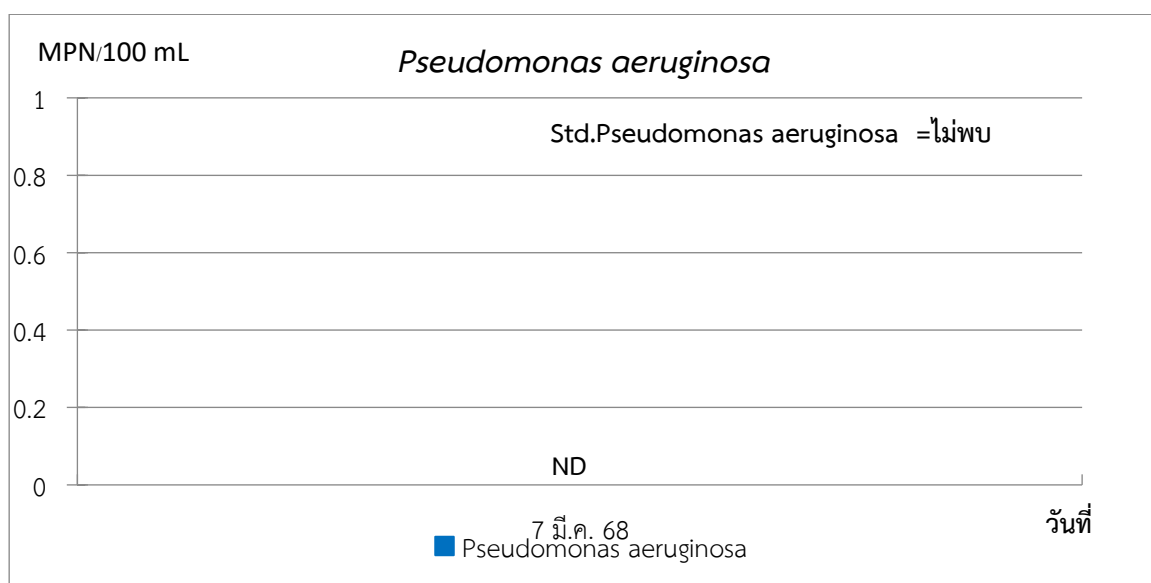 MPN/100 mL
Pseudomonas aeruginosa
1
Std.Pseudomonas aeruginosa =ไม่พบ
0.8
0.6
0.4
0.2
ND
0
7 มี.ค. 68
วันที่
Pseudomonas aeruginosa